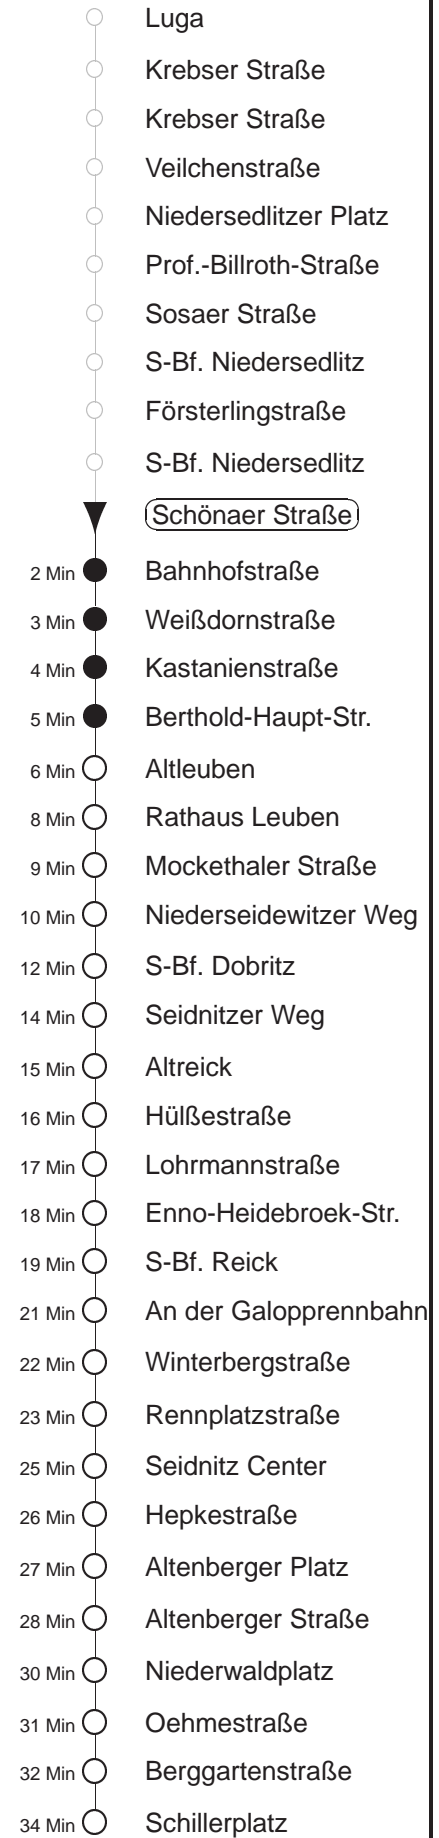 Luga
Krebser Straße
Krebser Straße
Veilchenstraße
Niedersedlitzer Platz
Prof.-Billroth-Straße
Sosaer Straße
S-Bf. Niedersedlitz
Försterlingstraße
S-Bf. Niedersedlitz
Schönaer Straße
2 Min Bahnhofstraße
3 Min Weißdornstraße
4 Min Kastanienstraße
5 Min Berthold-Haupt-Str.
6 Min Altleuben
8 Min Rathaus Leuben
9 Min Mockethaler Straße
10 Min Niederseidewitzer Weg
12 Min S-Bf. Dobritz
14 Min Seidnitzer Weg
15 Min Altreick
16 Min Hülßestraße
17 Min Lohrmannstraße
18 Min Enno-Heidebroek-Str.
19 Min S-Bf. Reick
21 Min An der Galopprennbahn
22 Min Winterbergstraße
23 Min Rennplatzstraße
25 Min Seidnitz Center
26 Min Hepkestraße
27 Min Altenberger Platz
28 Min Altenberger Straße
30 Min Niederwaldplatz
31 Min Oehmestraße
32 Min Berggartenstraße
34 Min Schillerplatz